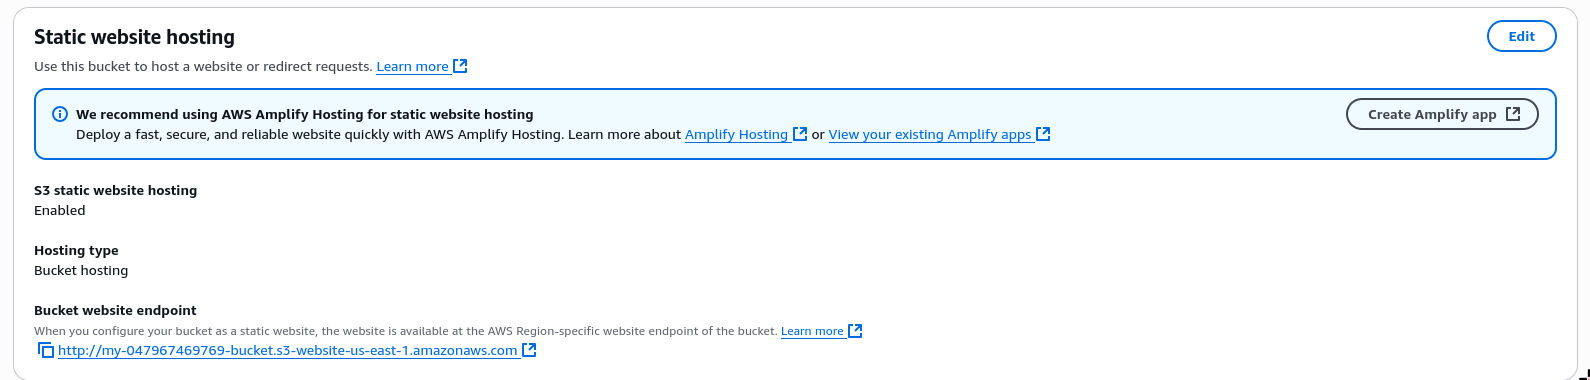 Static website hosting
Edit
Use this bucket to host a website or redirect requests. Learn more
We recommend using AWS Amplify Hosting for static website hosting
Create Amplify app
Deploy a fast, secure, and reliable website quickly with AWS Amplify Hosting. Learn more about Amplify Hosting or View your existing Amplify apps
S3 static website hosting
Enabled
Hosting type
Bucket hosting
Bucket website endpoint
When you configure your bucket as a static website, the website is available at the AWS Region-specific website endpoint of the bucket. Learn more
http://my-047967469769-bucket.s3-website-us-east-1.amazonaws.com